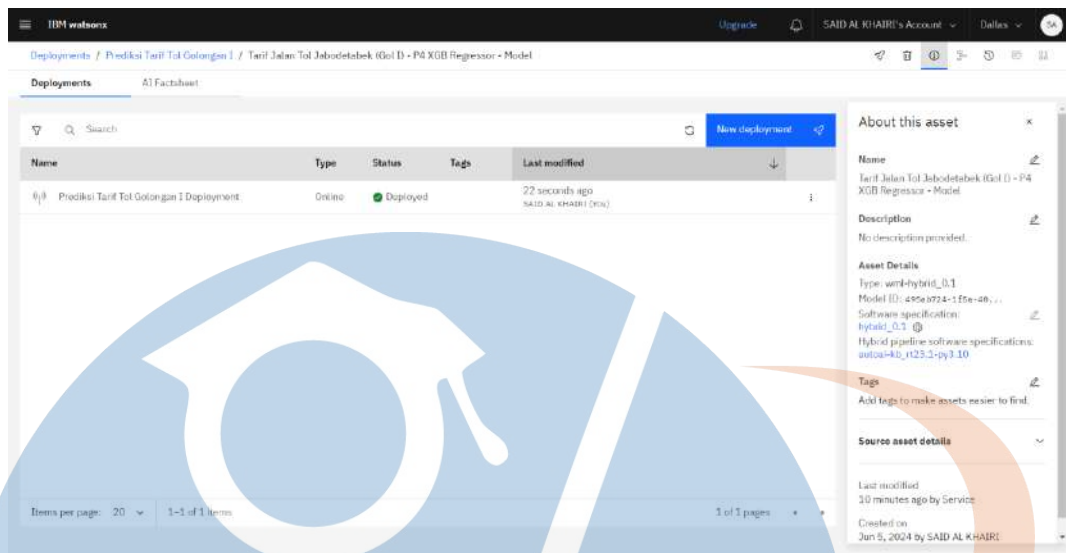 IBM watsonx
Upgrade
SAID AL KHAIRI's Account
Dallas
SA
Deployments / Prediksi Tarif Tol Golongan I / Tarif Jalan Tol Jabodetabek (Gol I) - P4 XGB Regressor - Model
Deployments
AI Factsheet
Search
New deployment
Name
Type
Status
Tags
Last modified
Prediksi Tarif Tol Golongan I Deployment
Online
Deployed
22 seconds ago
SAID AL KHAIRI (You)
Items per page: 20
1–1 of 1 items
1 of 1 pages
About this asset
Name
Tarif Jalan Tol Jabodetabek (Gol I) - P4
XGB Regressor - Model
Description
No description provided.
Asset Details
Type: wml-hybrid_0.1
Model ID: 495eb724-1f5e-40...
Software specification:
hybrid_0.1
Hybrid pipeline software specifications:
autoai-kb_rt23.1-py3.10
Tags
Add tags to make assets easier to find.
Source asset details
Last modified
10 minutes ago by Service
Created on
Jun 5, 2024 by SAID AL KHAIRI